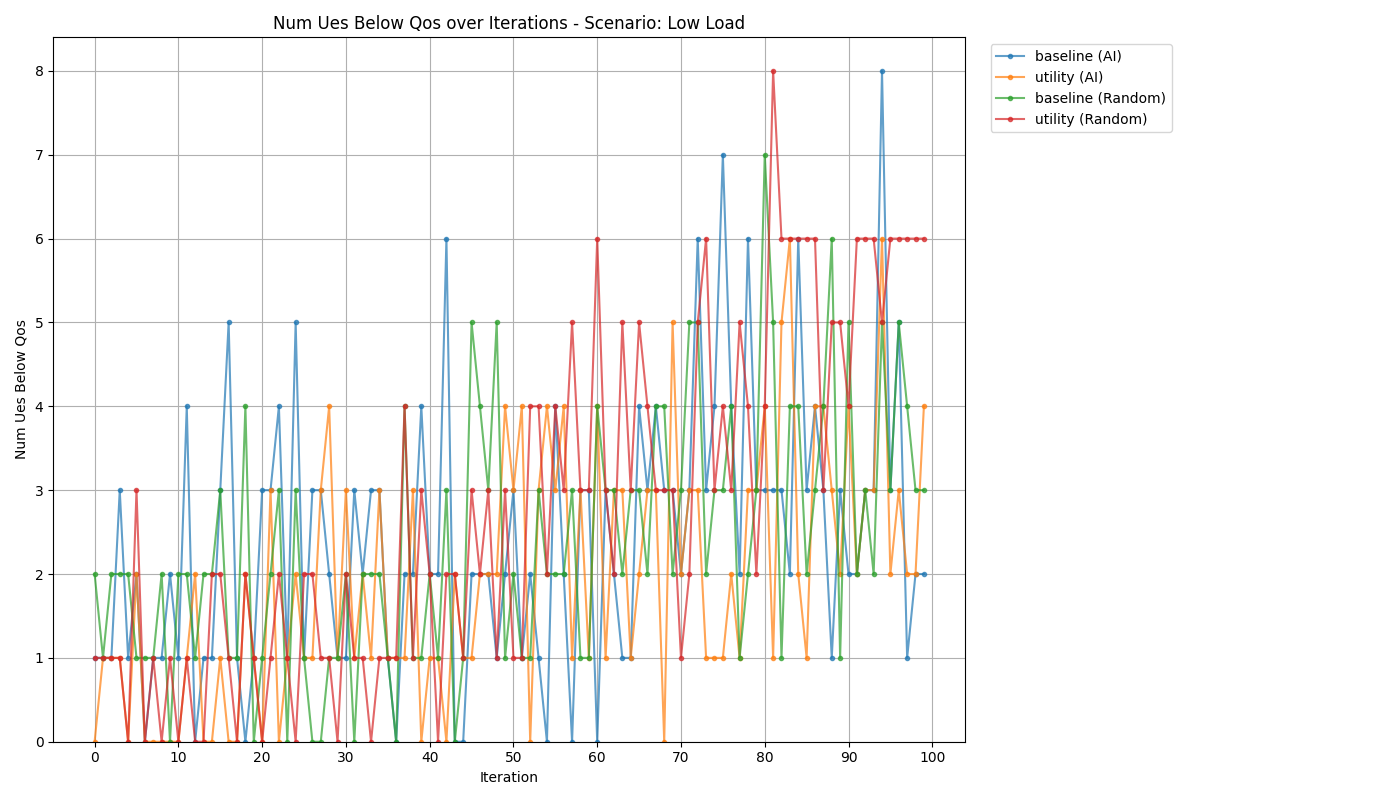 Num Ues Below Qos over Iterations - Scenario: Low Load
baseline (AI)
utility (AI)
baseline (Random)
utility (Random)
Num Ues Below Qos
8
7
6
5
4
3
2
1
0
0 10 20 30 40 50 60 70 80 90 100
Iteration